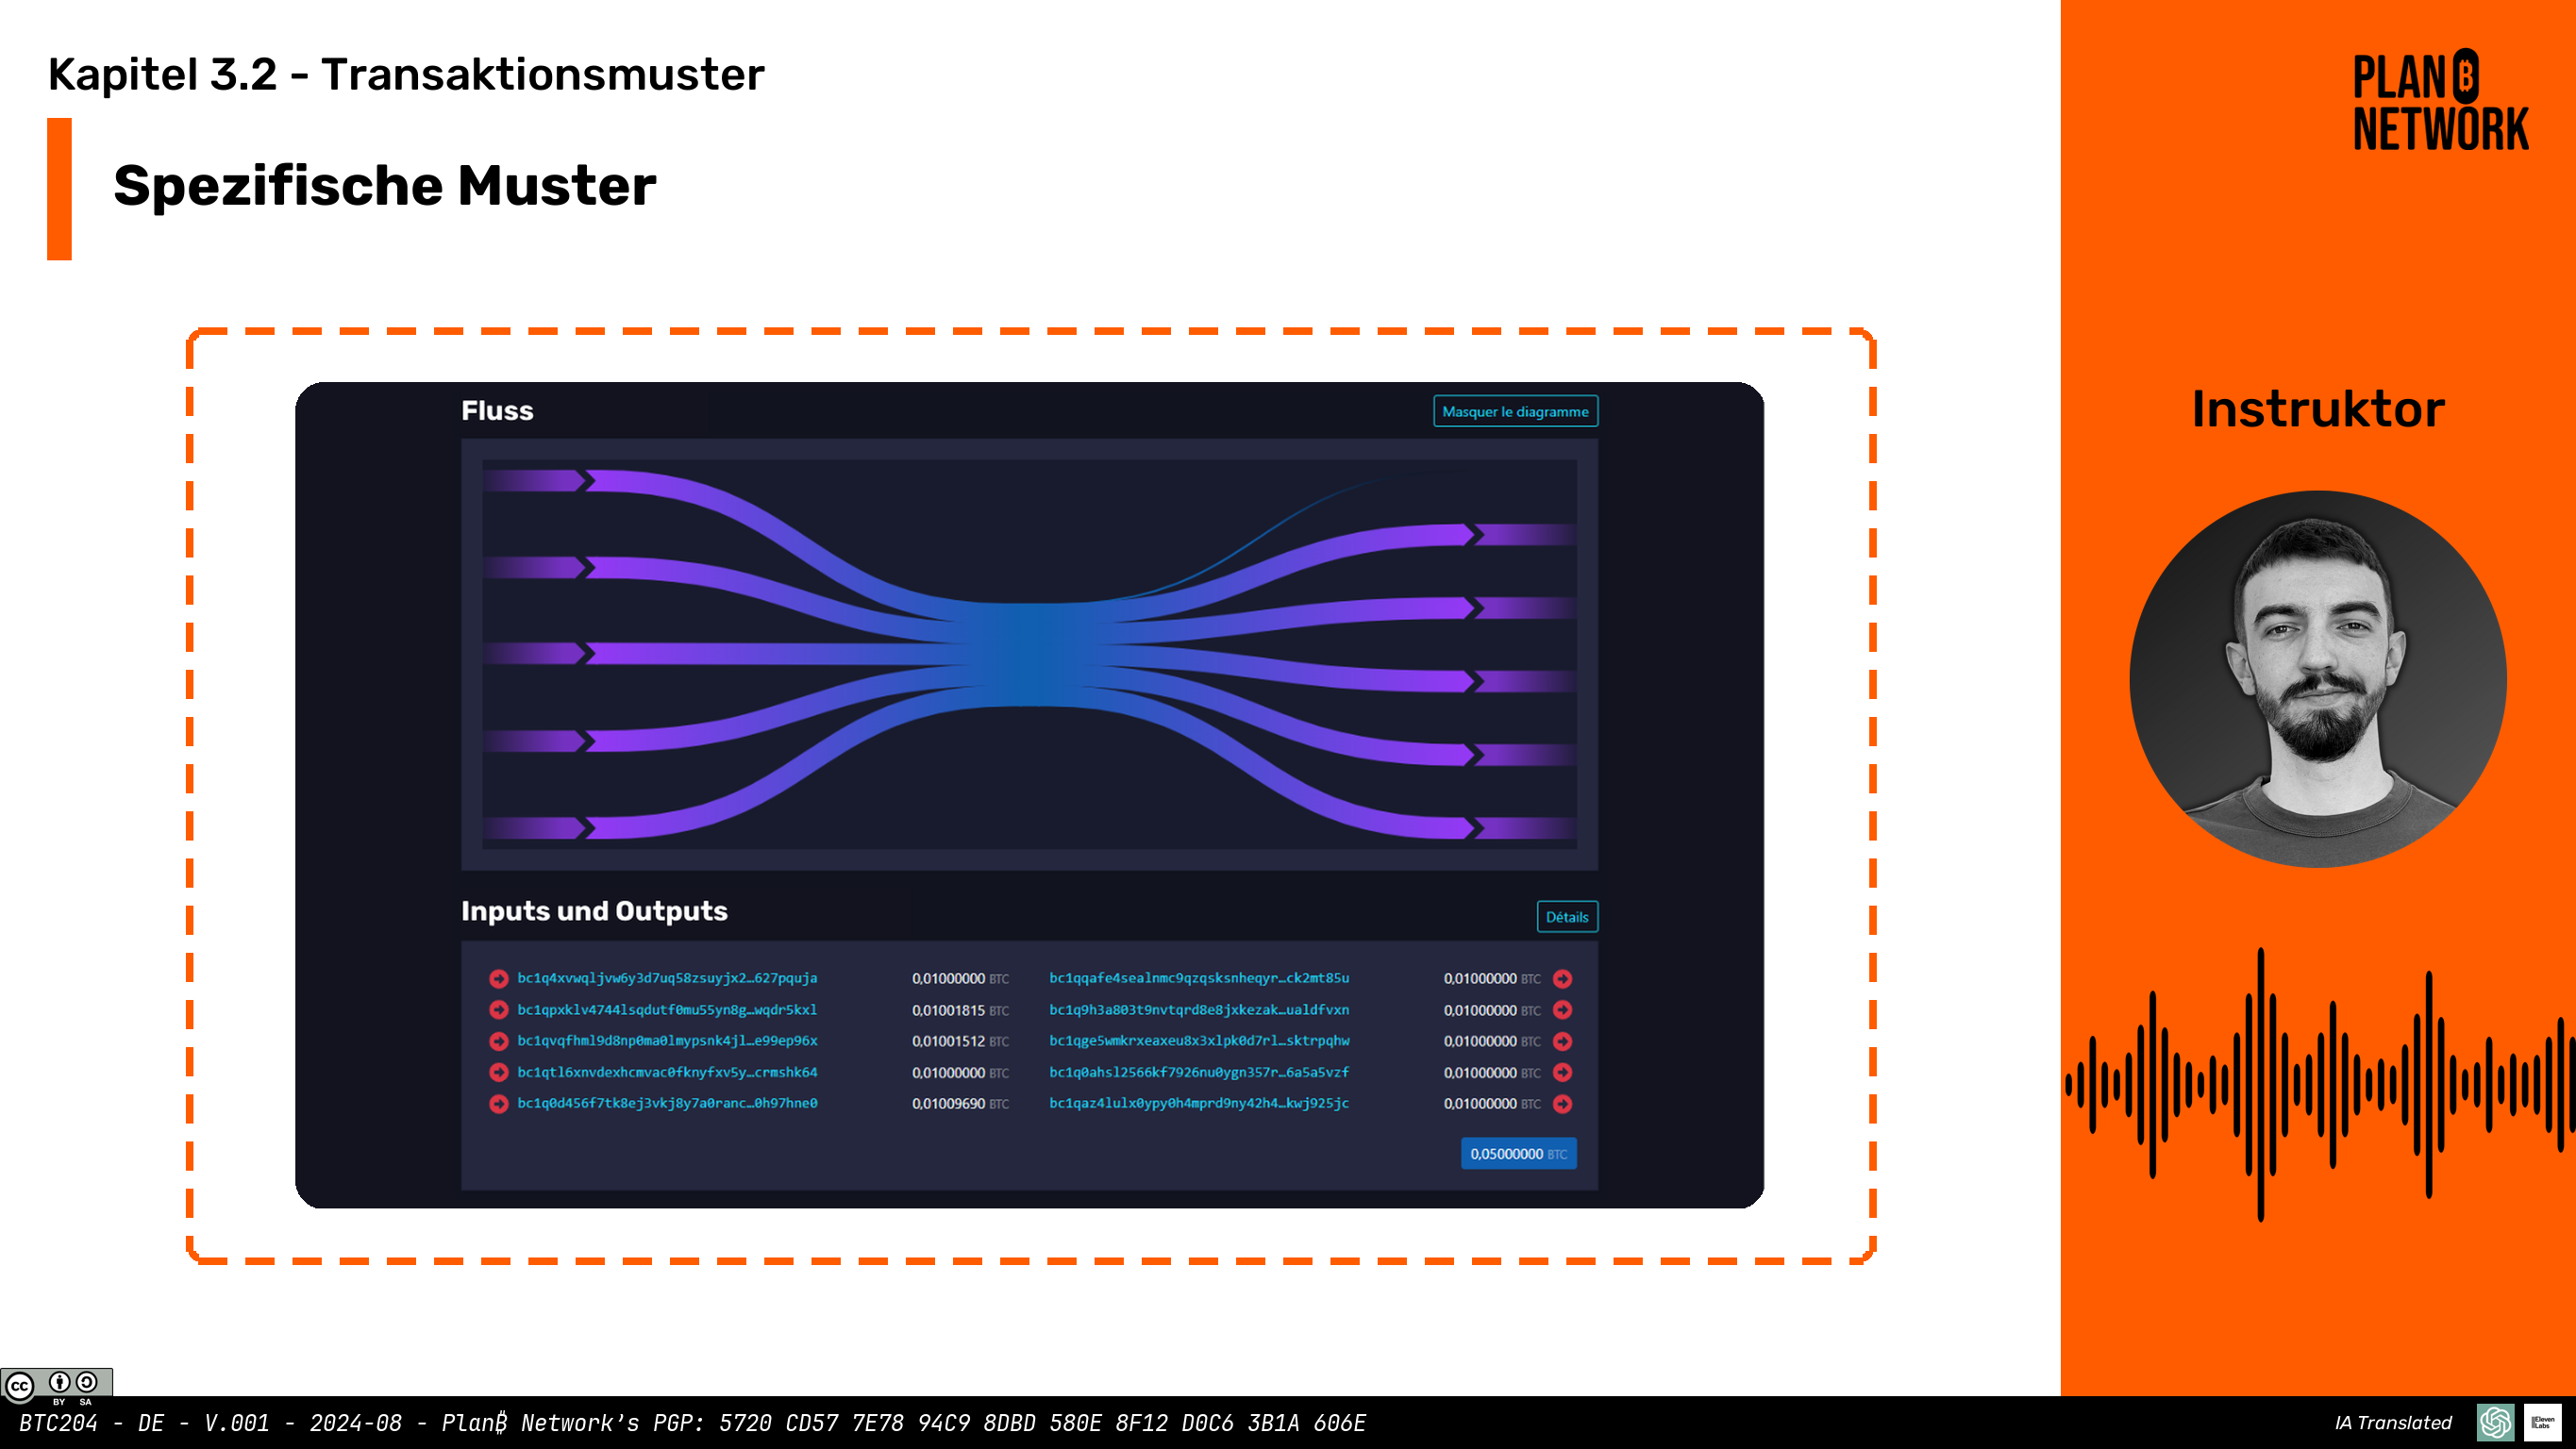 Kapitel 3.2 - Transaktionsmuster
Spezifische Muster
PLAN ₿
NETWORK
Instruktor
Fluss
Masquer le diagramme
Inputs und Outputs
Détails
bc1q4xvwqljvw6y3d7uq58zsuyjx2…627pquja 0,01000000 BTC bc1qqafe4sealnmc9qzqsksnheqyr…ck2mt85u 0,01000000 BTC
bc1qpxklv4744lsqdutf0mu55yn8g…wqdr5kxl 0,01001815 BTC bc1q9h3a803t9nvtqrd8e8jxkezak…ualdfvxn 0,01000000 BTC
bc1qvqfhml9d8np0ma0lmypsnk4jl…e99ep96x 0,01001512 BTC bc1qge5wmkrxeaxeu8x3xlpk0d7rl…sktrpqhw 0,01000000 BTC
bc1qtl6xnvdexhcmvac0fknyfxv5y…crmshk64 0,01000000 BTC bc1q0ahsl2566kf7926nu0ygn357r…6a5a5vzf 0,01000000 BTC
bc1q0d456f7tk8ej3vkj8y7a0ranc…0h97hne0 0,01009690 BTC bc1qaz4lulx0ypy0h4mprd9ny42h4…kwj925jc 0,01000000 BTC
0,05000000 BTC
cc BY SA
BTC204 - DE - V.001 - 2024-08 - Plan₿ Network's PGP: 5720 CD57 7E78 94C9 8DBD 580E 8F12 D0C6 3B1A 606E
IA Translated
ElevenLabs